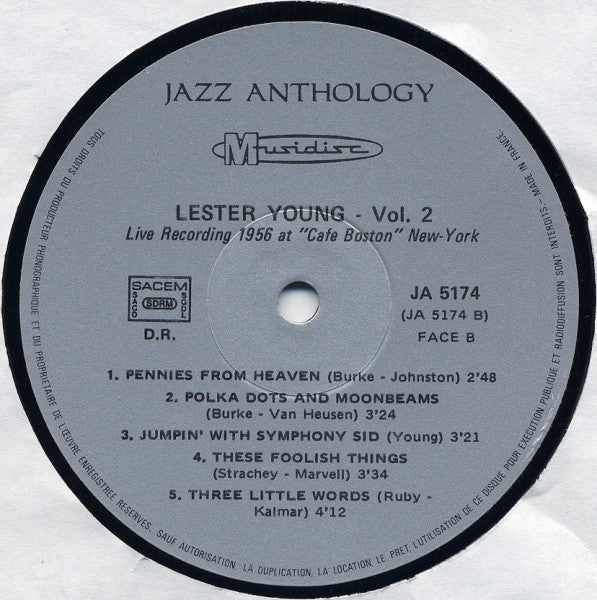 JAZZ ANTHOLOGY
Musidisc
LESTER YOUNG - Vol. 2
Live Recording 1956 at "Cafe Boston" New-York
SACEM
SACD
SDRM
SGDL
D.R.
JA 5174
(JA 5174 B)
FACE B
1. PENNIES FROM HEAVEN (Burke - Johnston) 2'48
2. POLKA DOTS AND MOONBEAMS
(Burke - Van Heusen) 3'24
3. JUMPIN' WITH SYMPHONY SID (Young) 3'21
4. THESE FOOLISH THINGS
(Strachey - Marvell) 3'34
5. THREE LITTLE WORDS (Ruby -
Kalmar) 4'12
TOUS DROITS DU PRODUCTEUR PHONOGRAPHIQUE ET DU PROPRIETAIRE DE L'ŒUVRE ENREGISTREE RESERVES. SAUF AUTORISATION, LA DUPLICATION, LA LOCATION, LE PRET, L'UTILISATION DE CE DISQUE POUR EXECUTION PUBLIQUE ET RADIODIFFUSION SONT INTERDITS - MADE IN FRANCE.